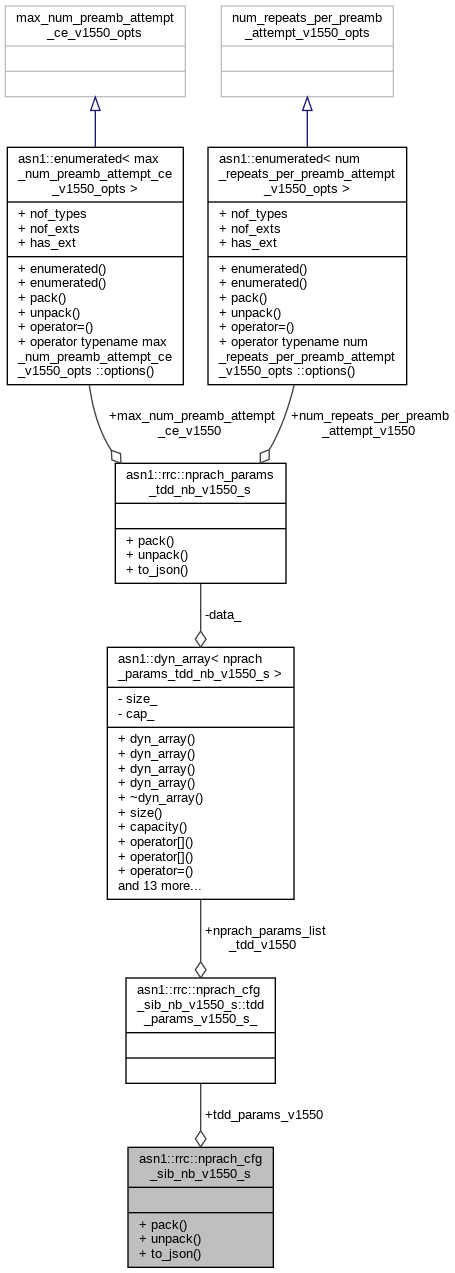 max_num_preamb_attempt
_ce_v1550_opts
num_repeats_per_preamb
_attempt_v1550_opts
asn1::enumerated< max
_num_preamb_attempt_ce
_v1550_opts >
+ nof_types
+ nof_exts
+ has_ext
+ enumerated()
+ enumerated()
+ pack()
+ unpack()
+ operator=()
+ operator typename max
_num_preamb_attempt_ce
_v1550_opts ::options()
asn1::enumerated< num
_repeats_per_preamb_attempt
_v1550_opts >
+ nof_types
+ nof_exts
+ has_ext
+ enumerated()
+ enumerated()
+ pack()
+ unpack()
+ operator=()
+ operator typename num
_repeats_per_preamb_attempt
_v1550_opts ::options()
+max_num_preamb_attempt
_ce_v1550
+num_repeats_per_preamb
_attempt_v1550
asn1::rrc::nprach_params
_tdd_nb_v1550_s
+ pack()
+ unpack()
+ to_json()
-data_
asn1::dyn_array< nprach
_params_tdd_nb_v1550_s >
- size_
- cap_
+ dyn_array()
+ dyn_array()
+ dyn_array()
+ dyn_array()
+ ~dyn_array()
+ size()
+ capacity()
+ operator[]()
+ operator[]()
+ operator=()
and 13 more...
+nprach_params_list
_tdd_v1550
asn1::rrc::nprach_cfg
_sib_nb_v1550_s::tdd
_params_v1550_s_
+tdd_params_v1550
asn1::rrc::nprach_cfg
_sib_nb_v1550_s
+ pack()
+ unpack()
+ to_json()